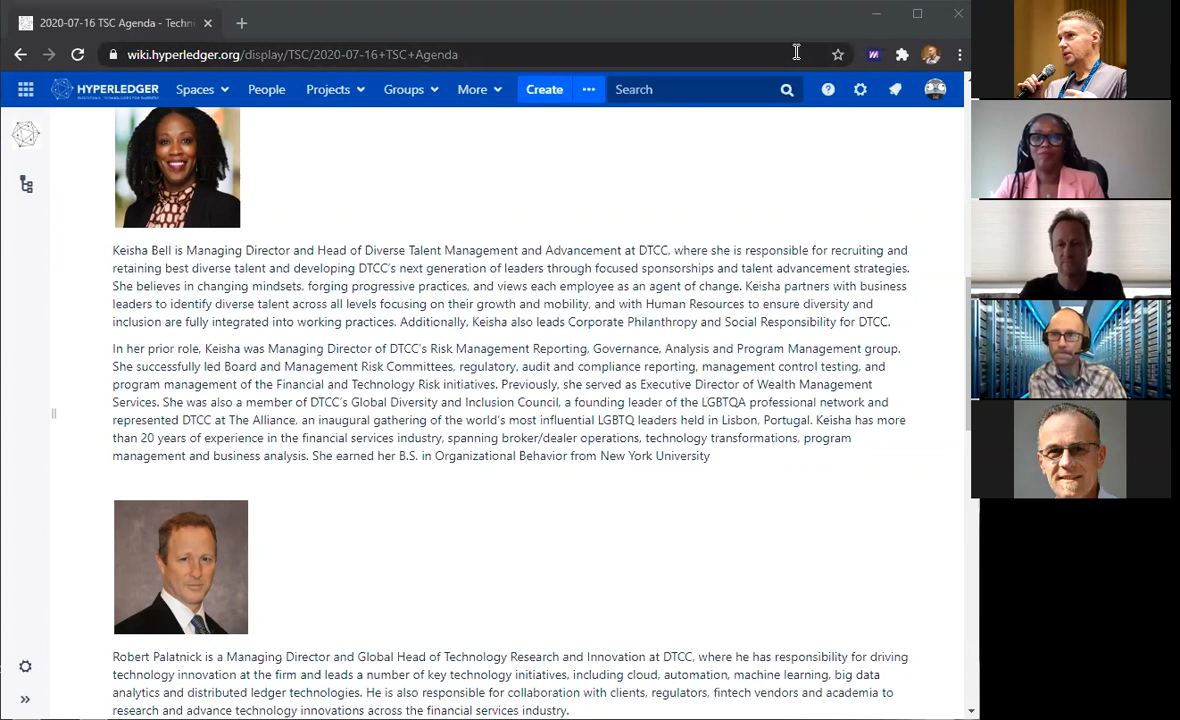 2020-07-16 TSC Agenda - Techni
wiki.hyperledger.org/display/TSC/2020-07-16+TSC+Agenda
HYPERLEDGER Spaces People Projects Groups More Create Search
Keisha Bell is Managing Director and Head of Diverse Talent Management and Advancement at DTCC, where she is responsible for recruiting and
retaining best diverse talent and developing DTCC's next generation of leaders through focused sponsorships and talent advancement strategies.
She believes in changing mindsets, forging progressive practices, and views each employee as an agent of change. Keisha partners with business
leaders to identify diverse talent across all levels focusing on their growth and mobility, and with Human Resources to ensure diversity and
inclusion are fully integrated into working practices. Additionally, Keisha also leads Corporate Philanthropy and Social Responsibility for DTCC.
In her prior role, Keisha was Managing Director of DTCC's Risk Management Reporting, Governance, Analysis and Program Management group.
She successfully led Board and Management Risk Committees, regulatory, audit and compliance reporting, management control testing, and
program management of the Financial and Technology Risk initiatives. Previously, she served as Executive Director of Wealth Management
Services. She was also a member of DTCC's Global Diversity and Inclusion Council, a founding leader of the LGBTQA professional network and
represented DTCC at The Alliance, an inaugural gathering of the world's most influential LGBTQ leaders held in Lisbon, Portugal. Keisha has more
than 20 years of experience in the financial services industry, spanning broker/dealer operations, technology transformations, program
management and business analysis. She earned her B.S. in Organizational Behavior from New York University
Robert Palatnick is a Managing Director and Global Head of Technology Research and Innovation at DTCC, where he has responsibility for driving
technology innovation at the firm and leads a number of key technology initiatives, including cloud, automation, machine learning, big data
analytics and distributed ledger technologies. He is also responsible for collaboration with clients, regulators, fintech vendors and academia to
research and advance technology innovations across the financial services industry.